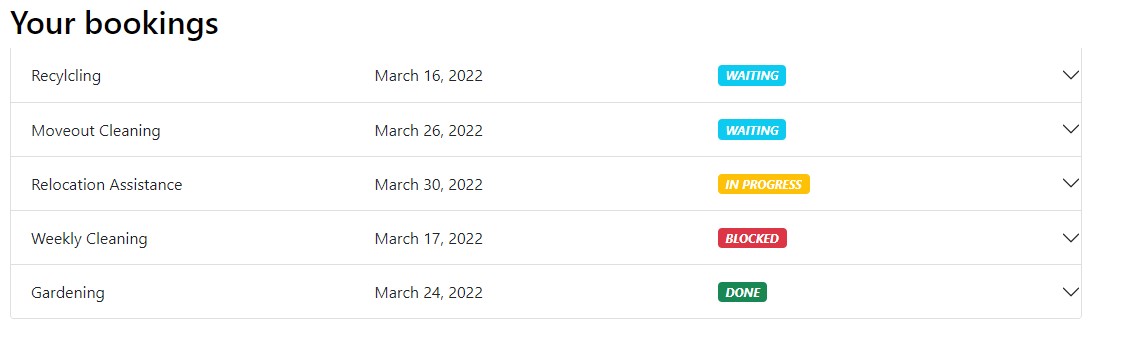 Your bookings
Recylcling March 16, 2022 WAITING
Moveout Cleaning March 26, 2022 WAITING
Relocation Assistance March 30, 2022 IN PROGRESS
Weekly Cleaning March 17, 2022 BLOCKED
Gardening March 24, 2022 DONE